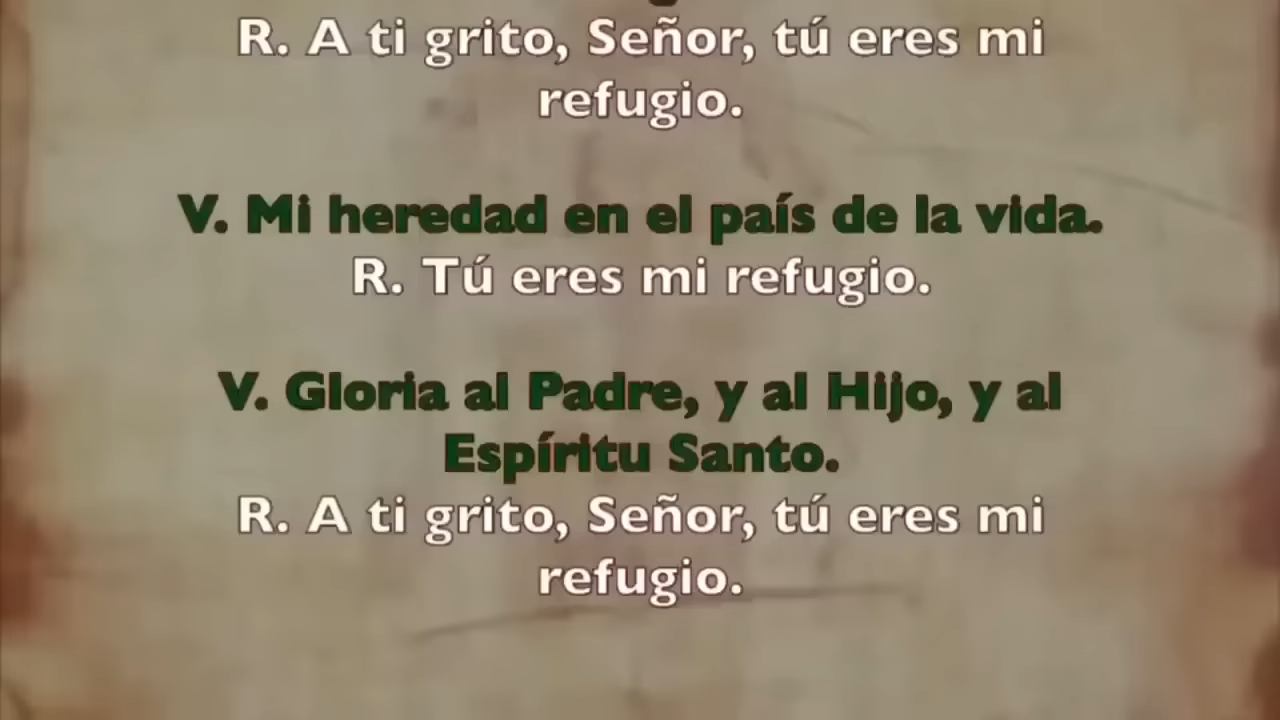 R. A ti grito, Señor, tú eres mi
refugio.
V. Mi heredad en el país de la vida.
R. Tú eres mi refugio.
V. Gloria al Padre, y al Hijo, y al
Espíritu Santo.
R. A ti grito, Señor, tú eres mi
refugio.